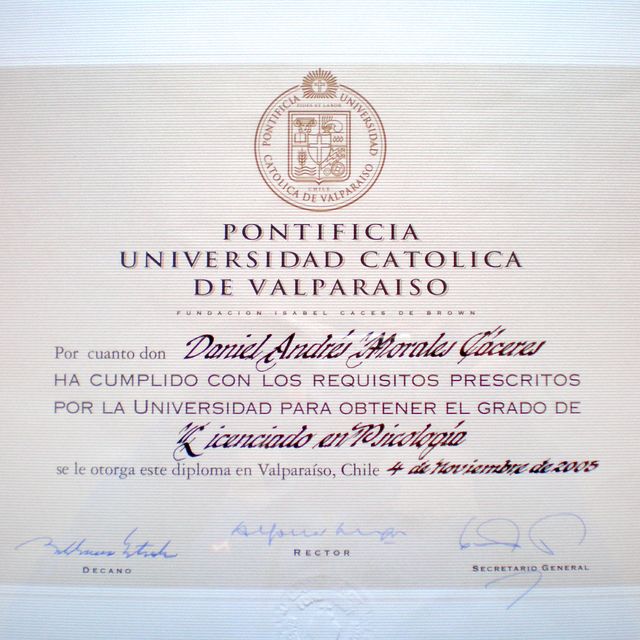 PONTIFICIA UNIVERSIDAD
CATOLICA DE VALPARAISO
FIDES ET LABOR
CHILE
PONTIFICIA
UNIVERSIDAD CATOLICA
DE VALPARAISO
FUNDACION ISABEL CACES DE BROWN
Por cuanto don Daniel Andrés Morales Cáceres
HA CUMPLIDO CON LOS REQUISITOS PRESCRITOS
POR LA UNIVERSIDAD PARA OBTENER EL GRADO DE
Licenciado en Psicología
se le otorga este diploma en Valparaíso, Chile 4 de Noviembre de 2005
DECANO
RECTOR
SECRETARIO GENERAL